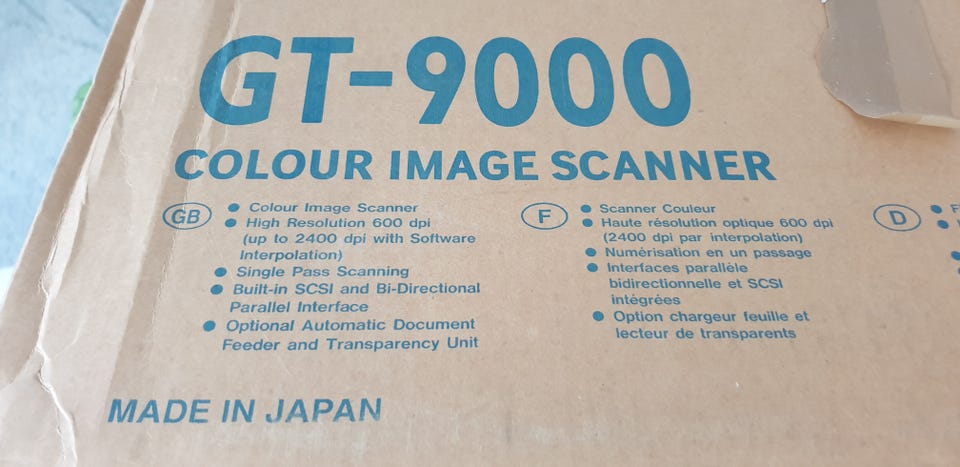 GT-9000
COLOUR IMAGE SCANNER
GB
● Colour Image Scanner
● High Resolution 600 dpi
(up to 2400 dpi with Software
Interpolation)
● Single Pass Scanning
● Built-in SCSI and Bi-Directional
Parallel Interface
● Optional Automatic Document
Feeder and Transparency Unit
F
● Scanner Couleur
● Haute résolution optique 600 dpi
(2400 dpi par interpolation)
● Numérisation en un passage
● Interfaces parallèle
bidirectionnelle et SCSI
intégrées
● Option chargeur feuille et
lecteur de transparents
D
MADE IN JAPAN